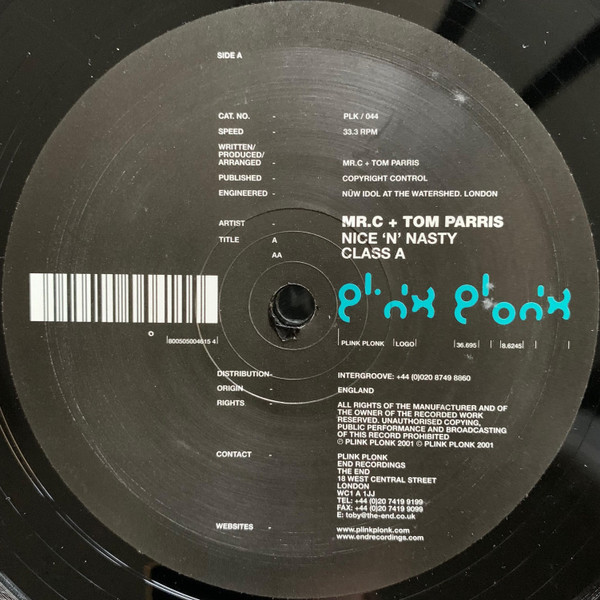 SIDE A
CAT. NO. - PLK / 044
SPEED - 33.3 RPM
WRITTEN/
PRODUCED/
ARRANGED - MR.C + TOM PARRIS
PUBLISHED - COPYRIGHT CONTROL
ENGINEERED - NÜW IDOL AT THE WATERSHED. LONDON
ARTIST - MR.C + TOM PARRIS
TITLE A NICE ‘N’ NASTY
AA CLASS A
plink plonk
800505004615 4
PLINK PLONK LOGO 36.695 8.6245
DISTRIBUTION- INTERGROOVE: +44 (0)020 8749 8860
ORIGIN - ENGLAND
RIGHTS - ALL RIGHTS OF THE MANUFACTURER AND OF
THE OWNER OF THE RECORDED WORK
RESERVED. UNAUTHORISED COPYING,
PUBLIC PERFORMANCE AND BROADCASTING
OF THIS RECORD PROHIBITED
℗ PLINK PLONK 2001 © PLINK PLONK 2001
CONTACT - PLINK PLONK
END RECORDINGS
THE END
18 WEST CENTRAL STREET
LONDON
WC1 A 1JJ
TEL: +44 (0)20 7419 9199
FAX: +44 (0)20 7419 9099
E: toby@the-end.co.uk
WEBSITES - www.plinkplonk.com
www.endrecordings.com